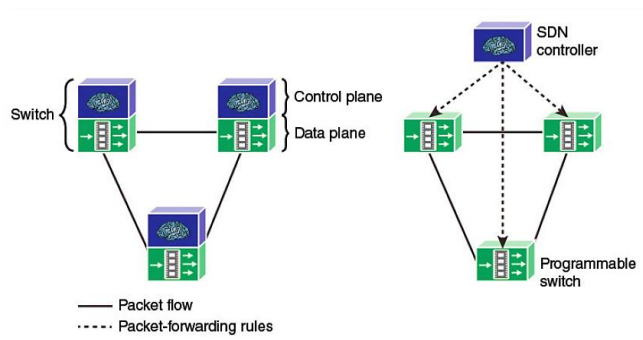 SDN
controller
Switch
Control plane
Data plane
Programmable
switch
Packet flow
Packet-forwarding rules